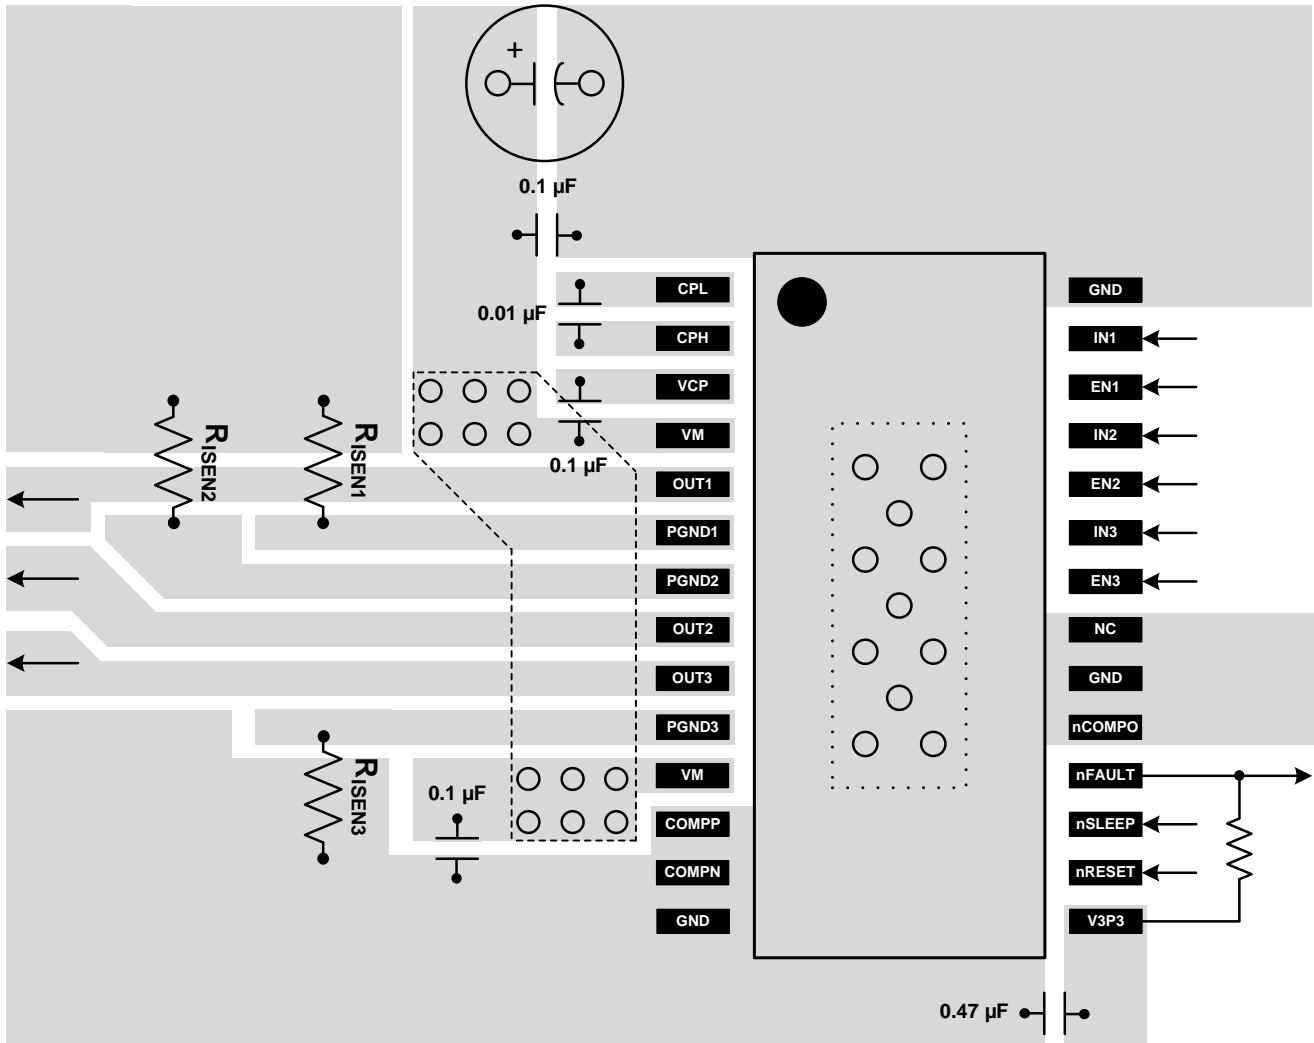 +
0.1 µF
0.01 µF
CPL
CPH
VCP
VM
0.1 µF
OUT1
PGND1
PGND2
OUT2
OUT3
PGND3
VM
COMPP
COMPN
GND
RISEN2
RISEN1
RISEN3
0.1 µF
GND
IN1
EN1
IN2
EN2
IN3
EN3
NC
GND
nCOMPO
nFAULT
nSLEEP
nRESET
V3P3
0.47 µF